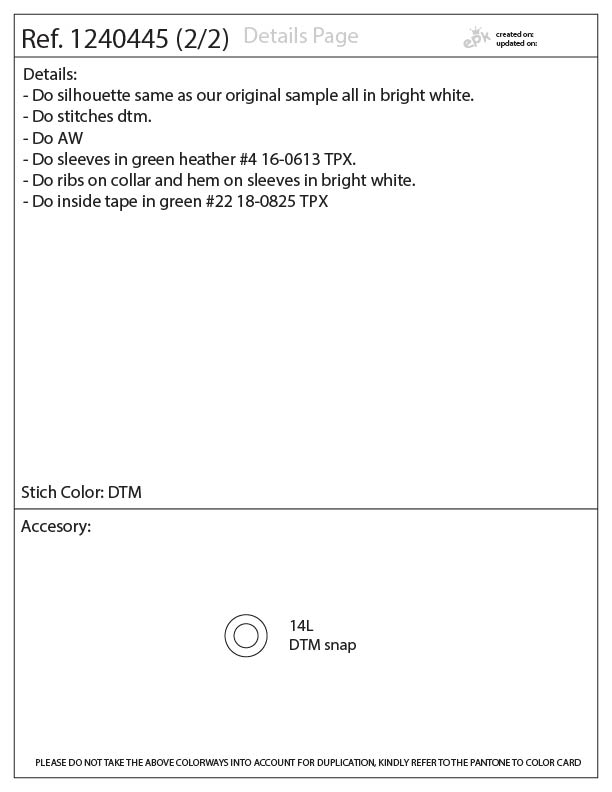 Ref. 1240445 (2/2) Details Page
epk
created on:
updated on:
Details:
- Do silhouette same as our original sample all in bright white.
- Do stitches dtm.
- Do AW
- Do sleeves in green heather #4 16-0613 TPX.
- Do ribs on collar and hem on sleeves in bright white.
- Do inside tape in green #22 18-0825 TPX
Stich Color: DTM
Accesory:
14L
DTM snap
PLEASE DO NOT TAKE THE ABOVE COLORWAYS INTO ACCOUNT FOR DUPLICATION, KINDLY REFER TO THE PANTONE TO COLOR CARD